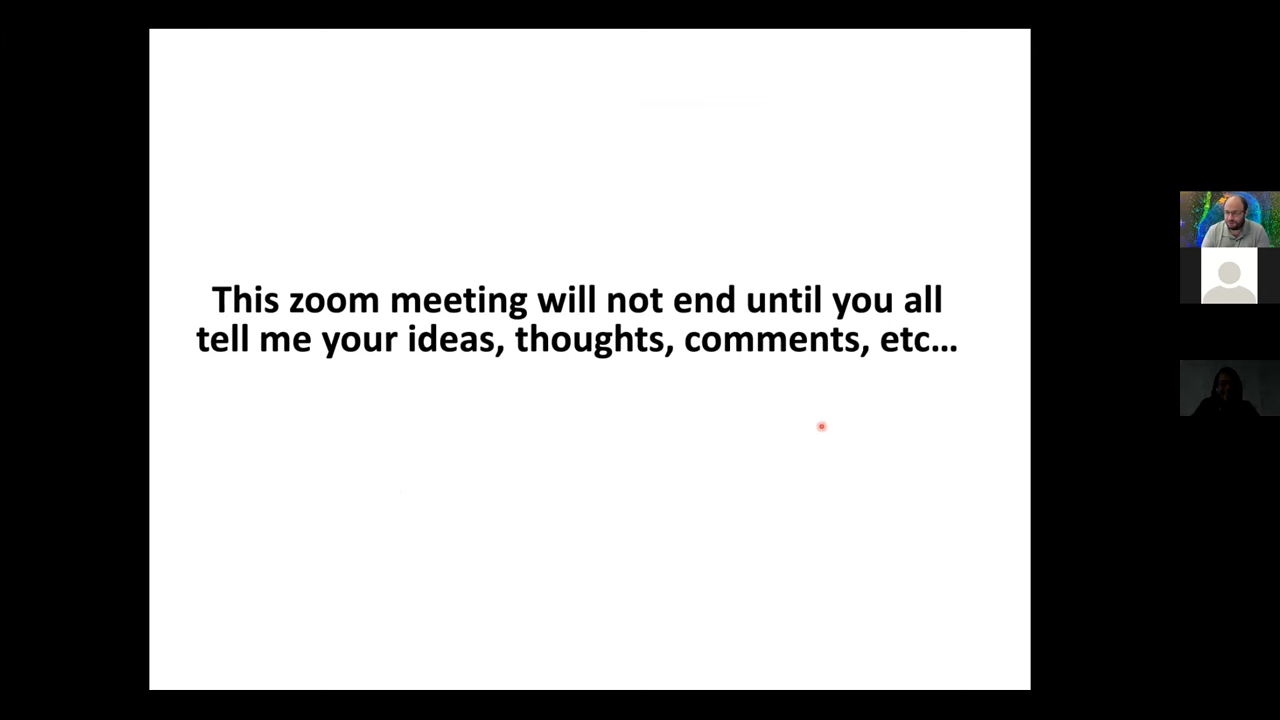 This zoom meeting will not end until you all
tell me your ideas, thoughts, comments, etc…